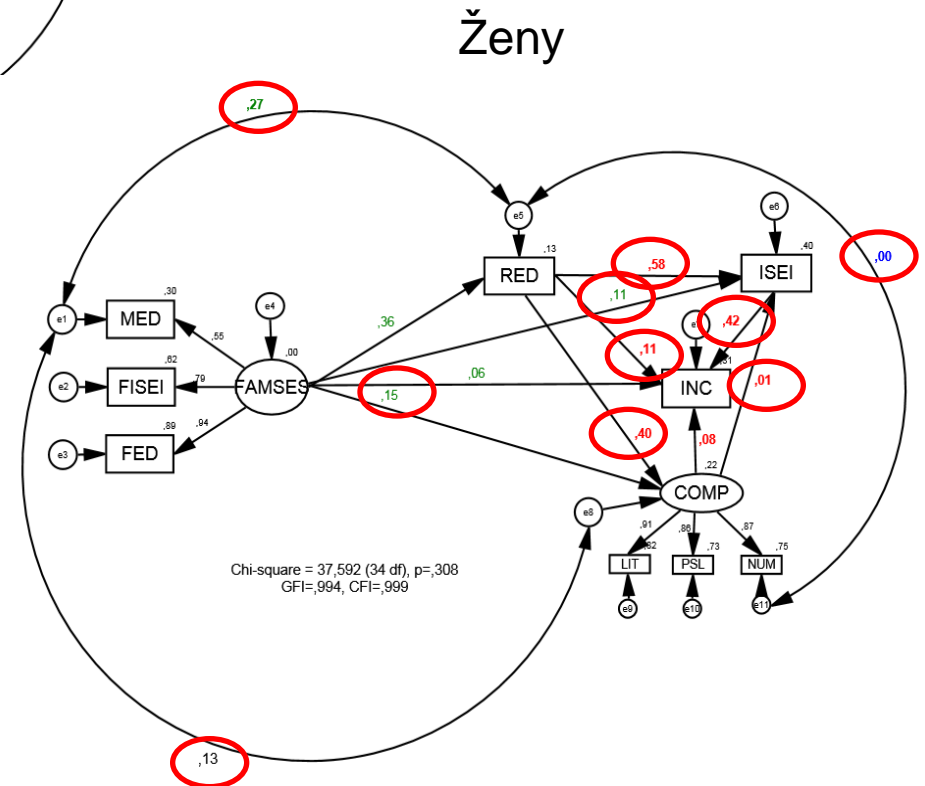 Ženy
,27
e5
e6
,13
,40
RED
,58
ISEI
,00
,11
,30
e1
MED
e4
,36
,42
,55
,00
,11
,62
e2
FISEI
,79
FAMSES
,06
INC
,01
,15
,89
,94
e3
FED
,40
,08
,22
COMP
e8
,91
,86
,87
,73
,75
LIT
PSL
NUM
Chi-square = 37,592 (34 df), p=,308
GFI=,994, CFI=,999
e9
e10
e11
,13